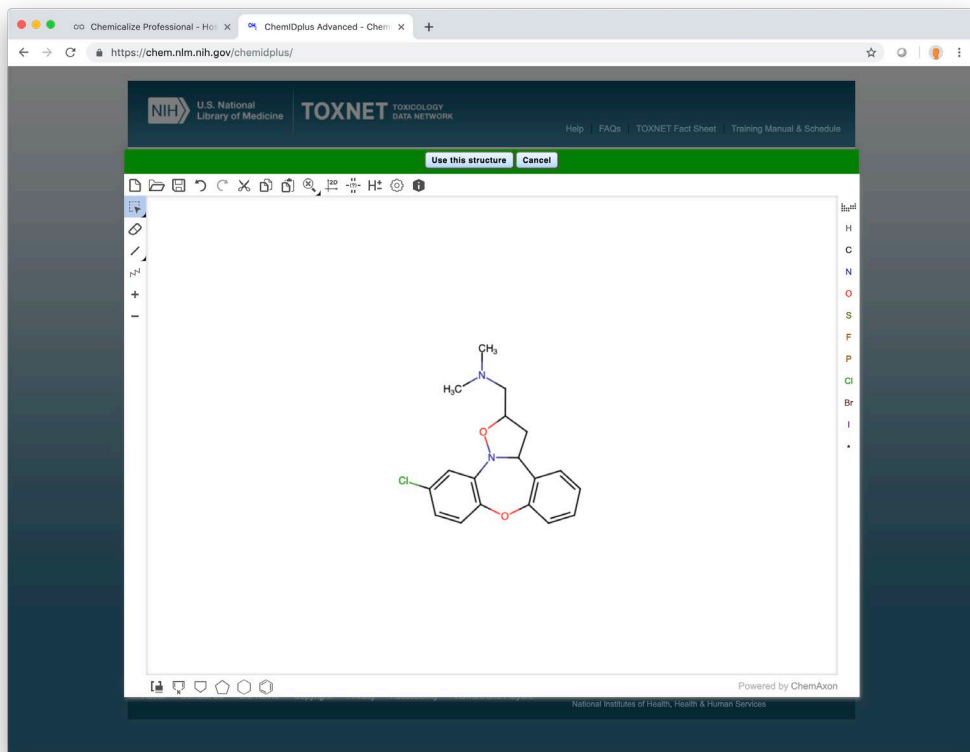 Chemicalize Professional - Hos
ChemIDplus Advanced - Chem
https://chem.nlm.nih.gov/chemidplus/
NIH
U.S. National
Library of Medicine
TOXNET
TOXICOLOGY
DATA NETWORK
Help FAQs TOXNET Fact Sheet Training Manual & Schedule
Use this structure Cancel
2D
H±
H
C
N
O
S
F
P
Cl
Br
I
CH3
N
H3C
O
N
Cl
O
N
Powered by ChemAxon
National Institutes of Health, Health & Human Services